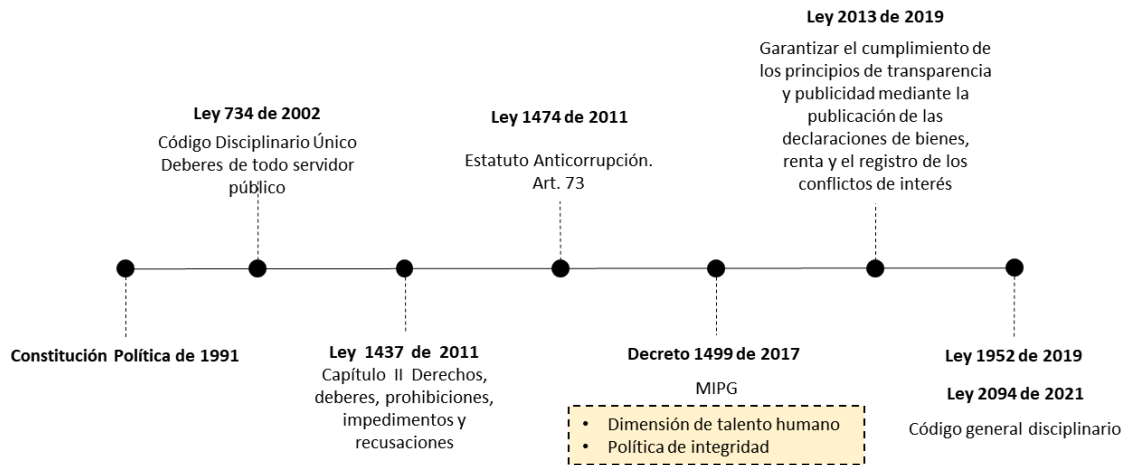 Constitución Política de 1991
Ley 734 de 2002
Código Disciplinario Único
Deberes de todo servidor
público
Ley 1437 de 2011
Capítulo II Derechos,
deberes, prohibiciones,
impedimentos y
recusaciones
Ley 1474 de 2011
Estatuto Anticorrupción.
Art. 73
Decreto 1499 de 2017
MIPG
• Dimensión de talento humano
• Política de integridad
Ley 2013 de 2019
Garantizar el cumplimiento de
los principios de transparencia
y publicidad mediante la
publicación de las
declaraciones de bienes,
renta y el registro de los
conflictos de interés
Ley 1952 de 2019
Ley 2094 de 2021
Código general disciplinario